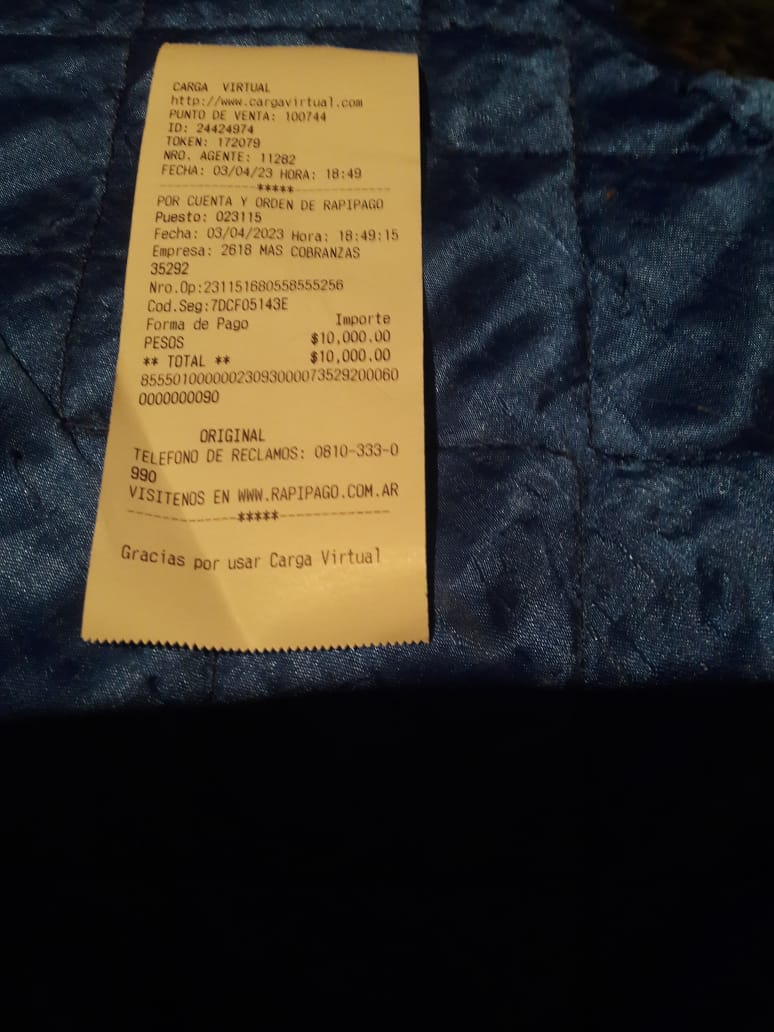 CARGA VIRTUAL
http://www.cargavirtual.com
PUNTO DE VENTA: 100744
ID: 24424974
TOKEN: 172079
NRO. AGENTE: 11282
FECHA: 03/04/23 HORA: 18:49
--------------*****--------------
POR CUENTA Y ORDEN DE RAPIPAGO
Puesto: 023115
Fecha: 03/04/2023 Hora: 18:49:15
Empresa: 2618 MAS COBRANZAS
35292
Nro.Op:231151680558555256
Cod.Seg:7DCF05143E
Forma de Pago Importe
PESOS $10,000.00
** TOTAL ** $10,000.00
85550100000023093000073529200060
0000000090
ORIGINAL
TELEFONO DE RECLAMOS: 0810-333-0
990
VISITENOS EN WWW.RAPIPAGO.COM.AR
--------------*****--------------
Gracias por usar Carga Virtual